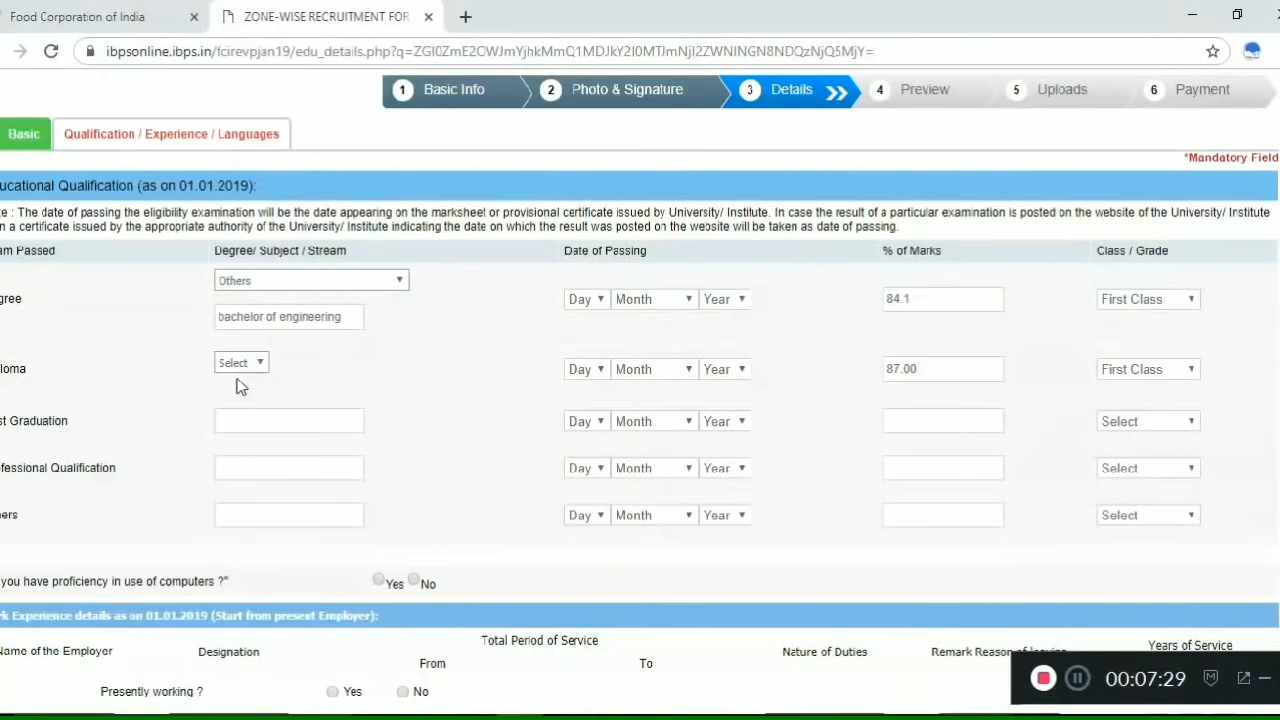 Food Corporation of India
ZONE-WISE RECRUITMENT FOR
ibpsonline.ibps.in/fcirevpjan19/edu_details.php?q=ZGI0ZmE2OWJmYjhkMmQ1MDJkY2I0MTJmNjI2ZWNINGN8NDQzNjQ5MjY=
1 Basic Info 2 Photo & Signature 3 Details 4 Preview 5 Uploads 6 Payment
Basic Qualification / Experience / Languages
*Mandatory Field
ucational Qualification (as on 01.01.2019):
te : The date of passing the eligibility examination will be the date appearing on the marksheet or provisional certificate issued by University/ Institute. In case the result of a particular examination is posted on the website of the University/ Institute
n a certificate issued by the appropriate authority of the University/ Institute indicating the date on which the result was posted on the website will be taken as date of passing.
am Passed Degree/ Subject / Stream Date of Passing % of Marks Class / Grade
Others
gree Day Month Year 84.1 First Class
bachelor of engineering
loma Select Day Month Year 87.00 First Class
st Graduation Day Month Year Select
ofessional Qualification Day Month Year Select
hers Day Month Year Select
you have proficiency in use of computers ?* Yes No
rk Experience details as on 01.01.2019 (Start from present Employer):
Name of the Employer Designation Total Period of Service Nature of Duties Remark Reason of leaving Years of Service
From To
Presently working ? Yes No
00:07:29